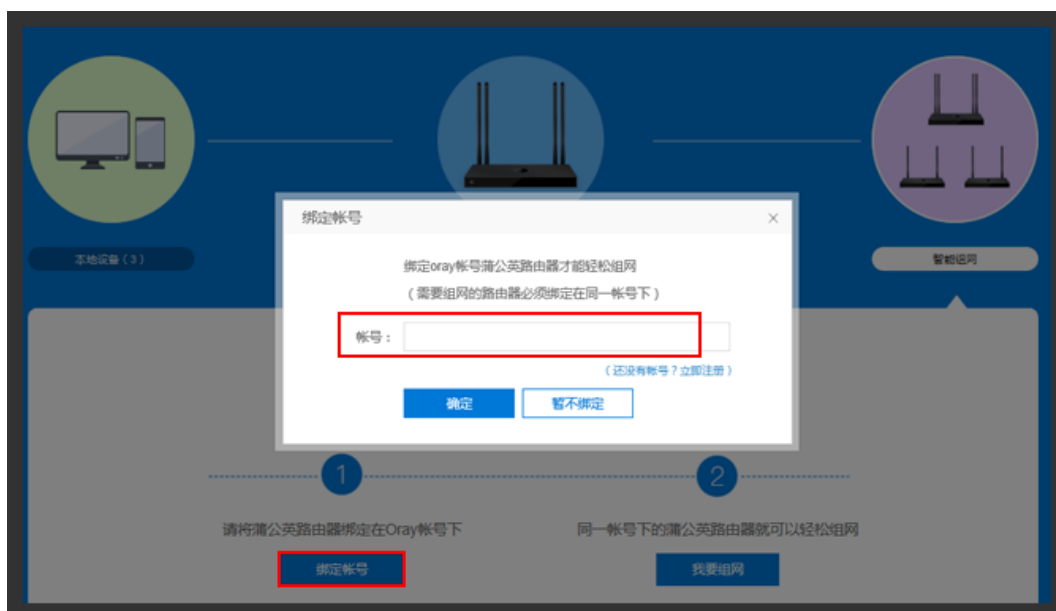 绑定帐号
×
绑定oray帐号蒲公英路由器才能轻松组网
(需要组网的路由器必须绑定在同一帐号下)
帐号:
(还没有帐号?立即注册)
确定
暂不绑定
本地设备(3)
智能组网
1
2
请将蒲公英路由器绑定在Oray帐号下
同一帐号下的蒲公英路由器就可以轻松组网
绑定帐号
我要组网